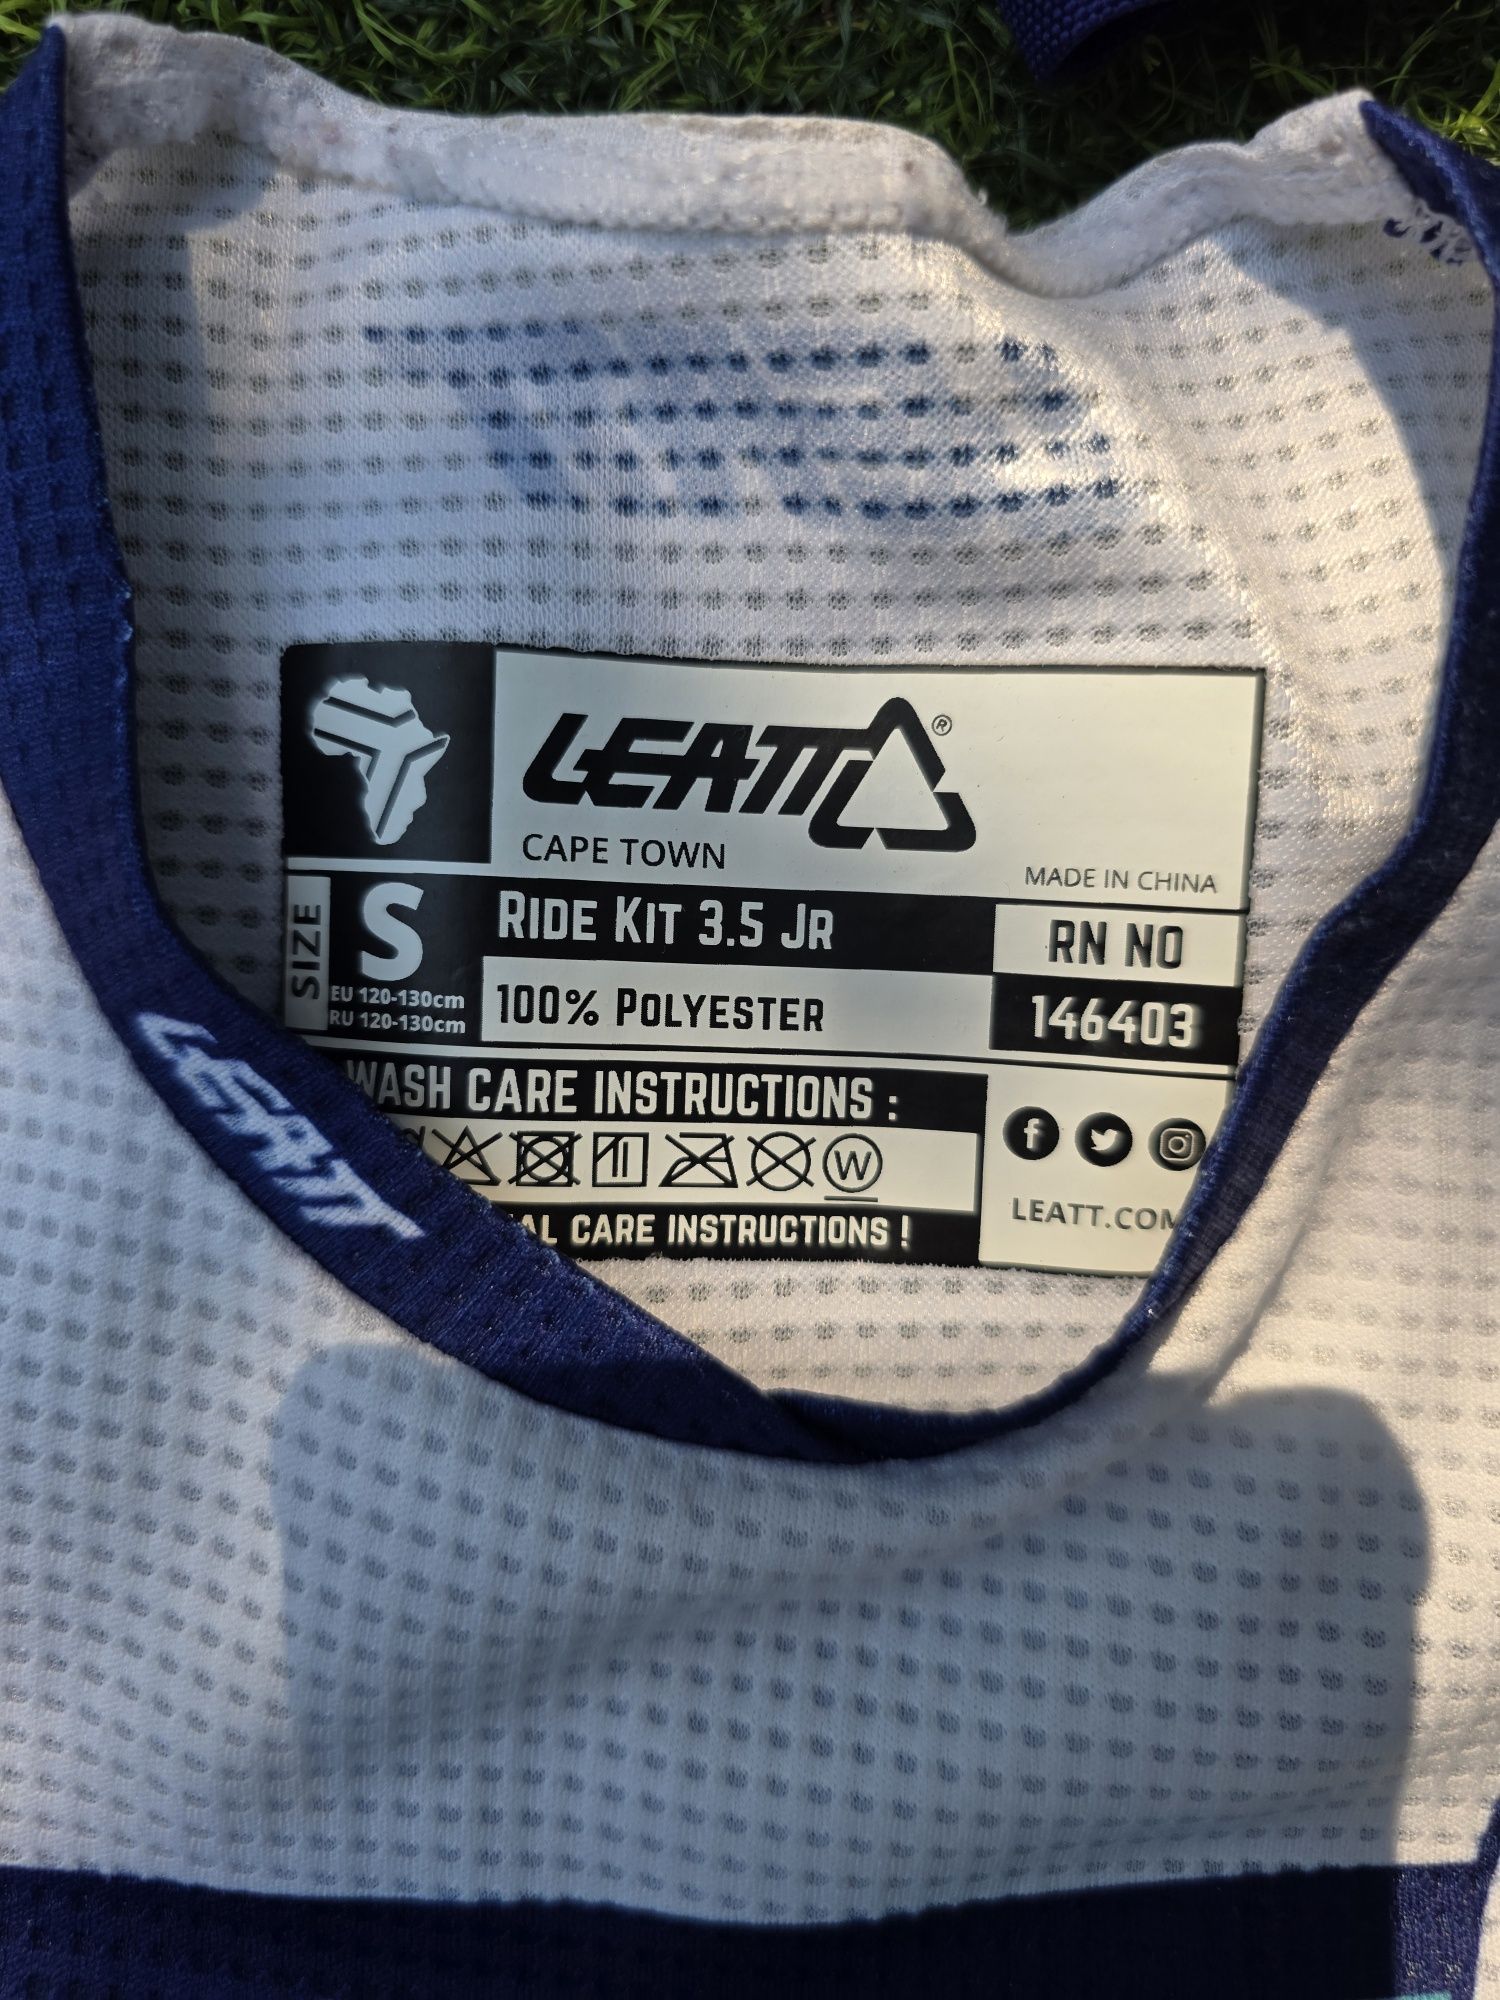 LEATT®
CAPE TOWN
MADE IN CHINA
SIZE
S
EU 120-130cm
RU 120-130cm
RIDE KIT 3.5 JR
100% POLYESTER
RN NO
146403
WASH CARE INSTRUCTIONS :
W
CARE INSTRUCTIONS !
LEATT.COM
LEATT